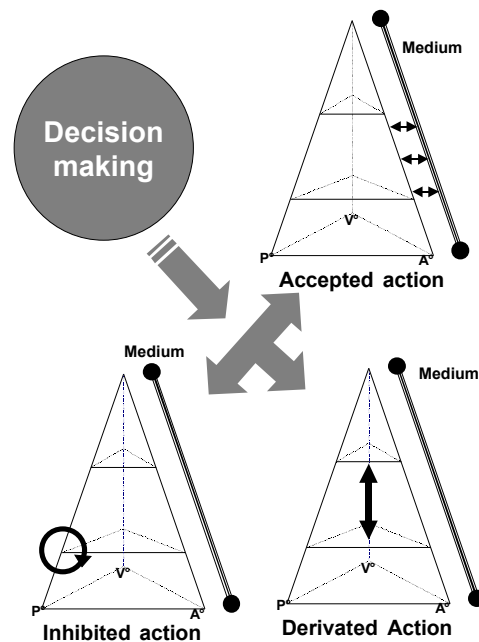 Decision
making
Medium
V°
P°
A°
Accepted action
Medium
V°
P°
A°
Inhibited action
Medium
V°
P°
A°
Derivated Action